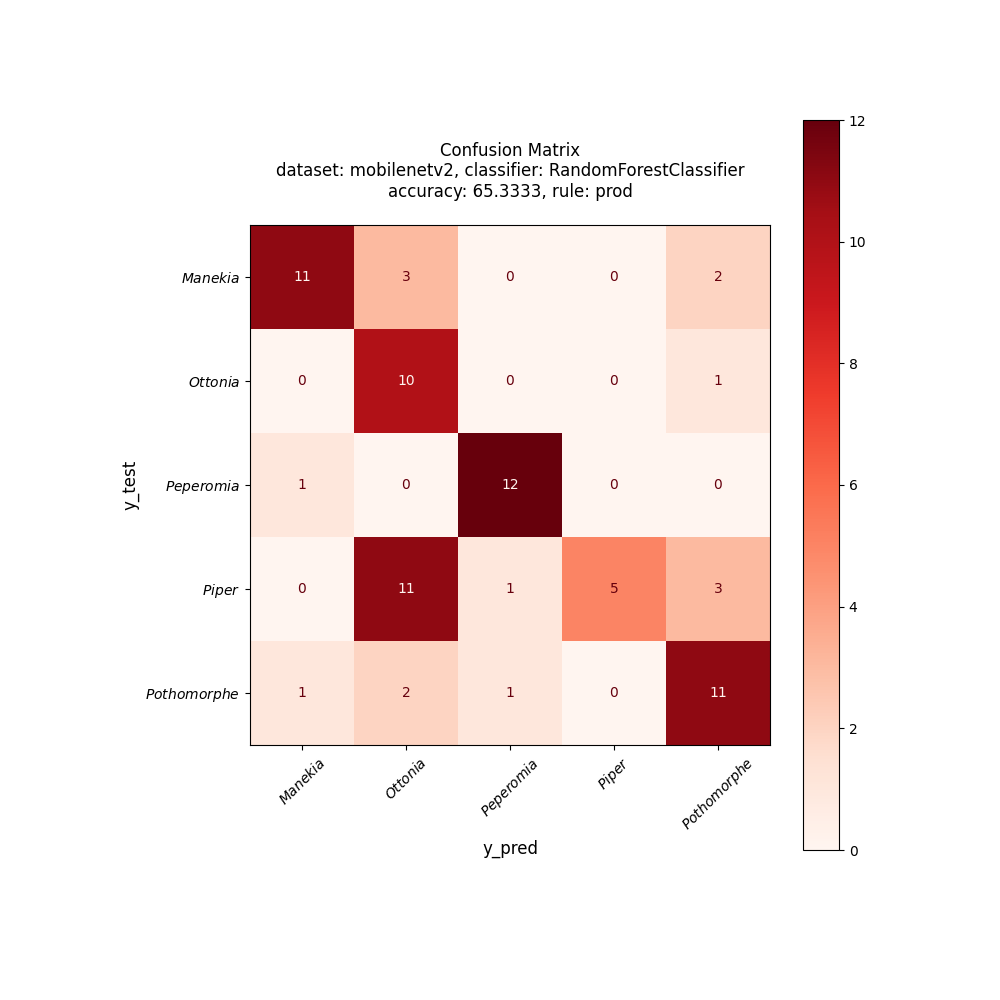 Confusion Matrix
dataset: mobilenetv2, classifier: RandomForestClassifier
accuracy: 65.3333, rule: prod
12
10
8
6
4
2
0
y_test
Manekia 11 3 0 0 2
Ottonia 0 10 0 0 1
Peperomia 1 0 12 0 0
Piper 0 11 1 5 3
Pothomorphe 1 2 1 0 11
Manekia Ottonia Peperomia Piper Pothomorphe
y_pred